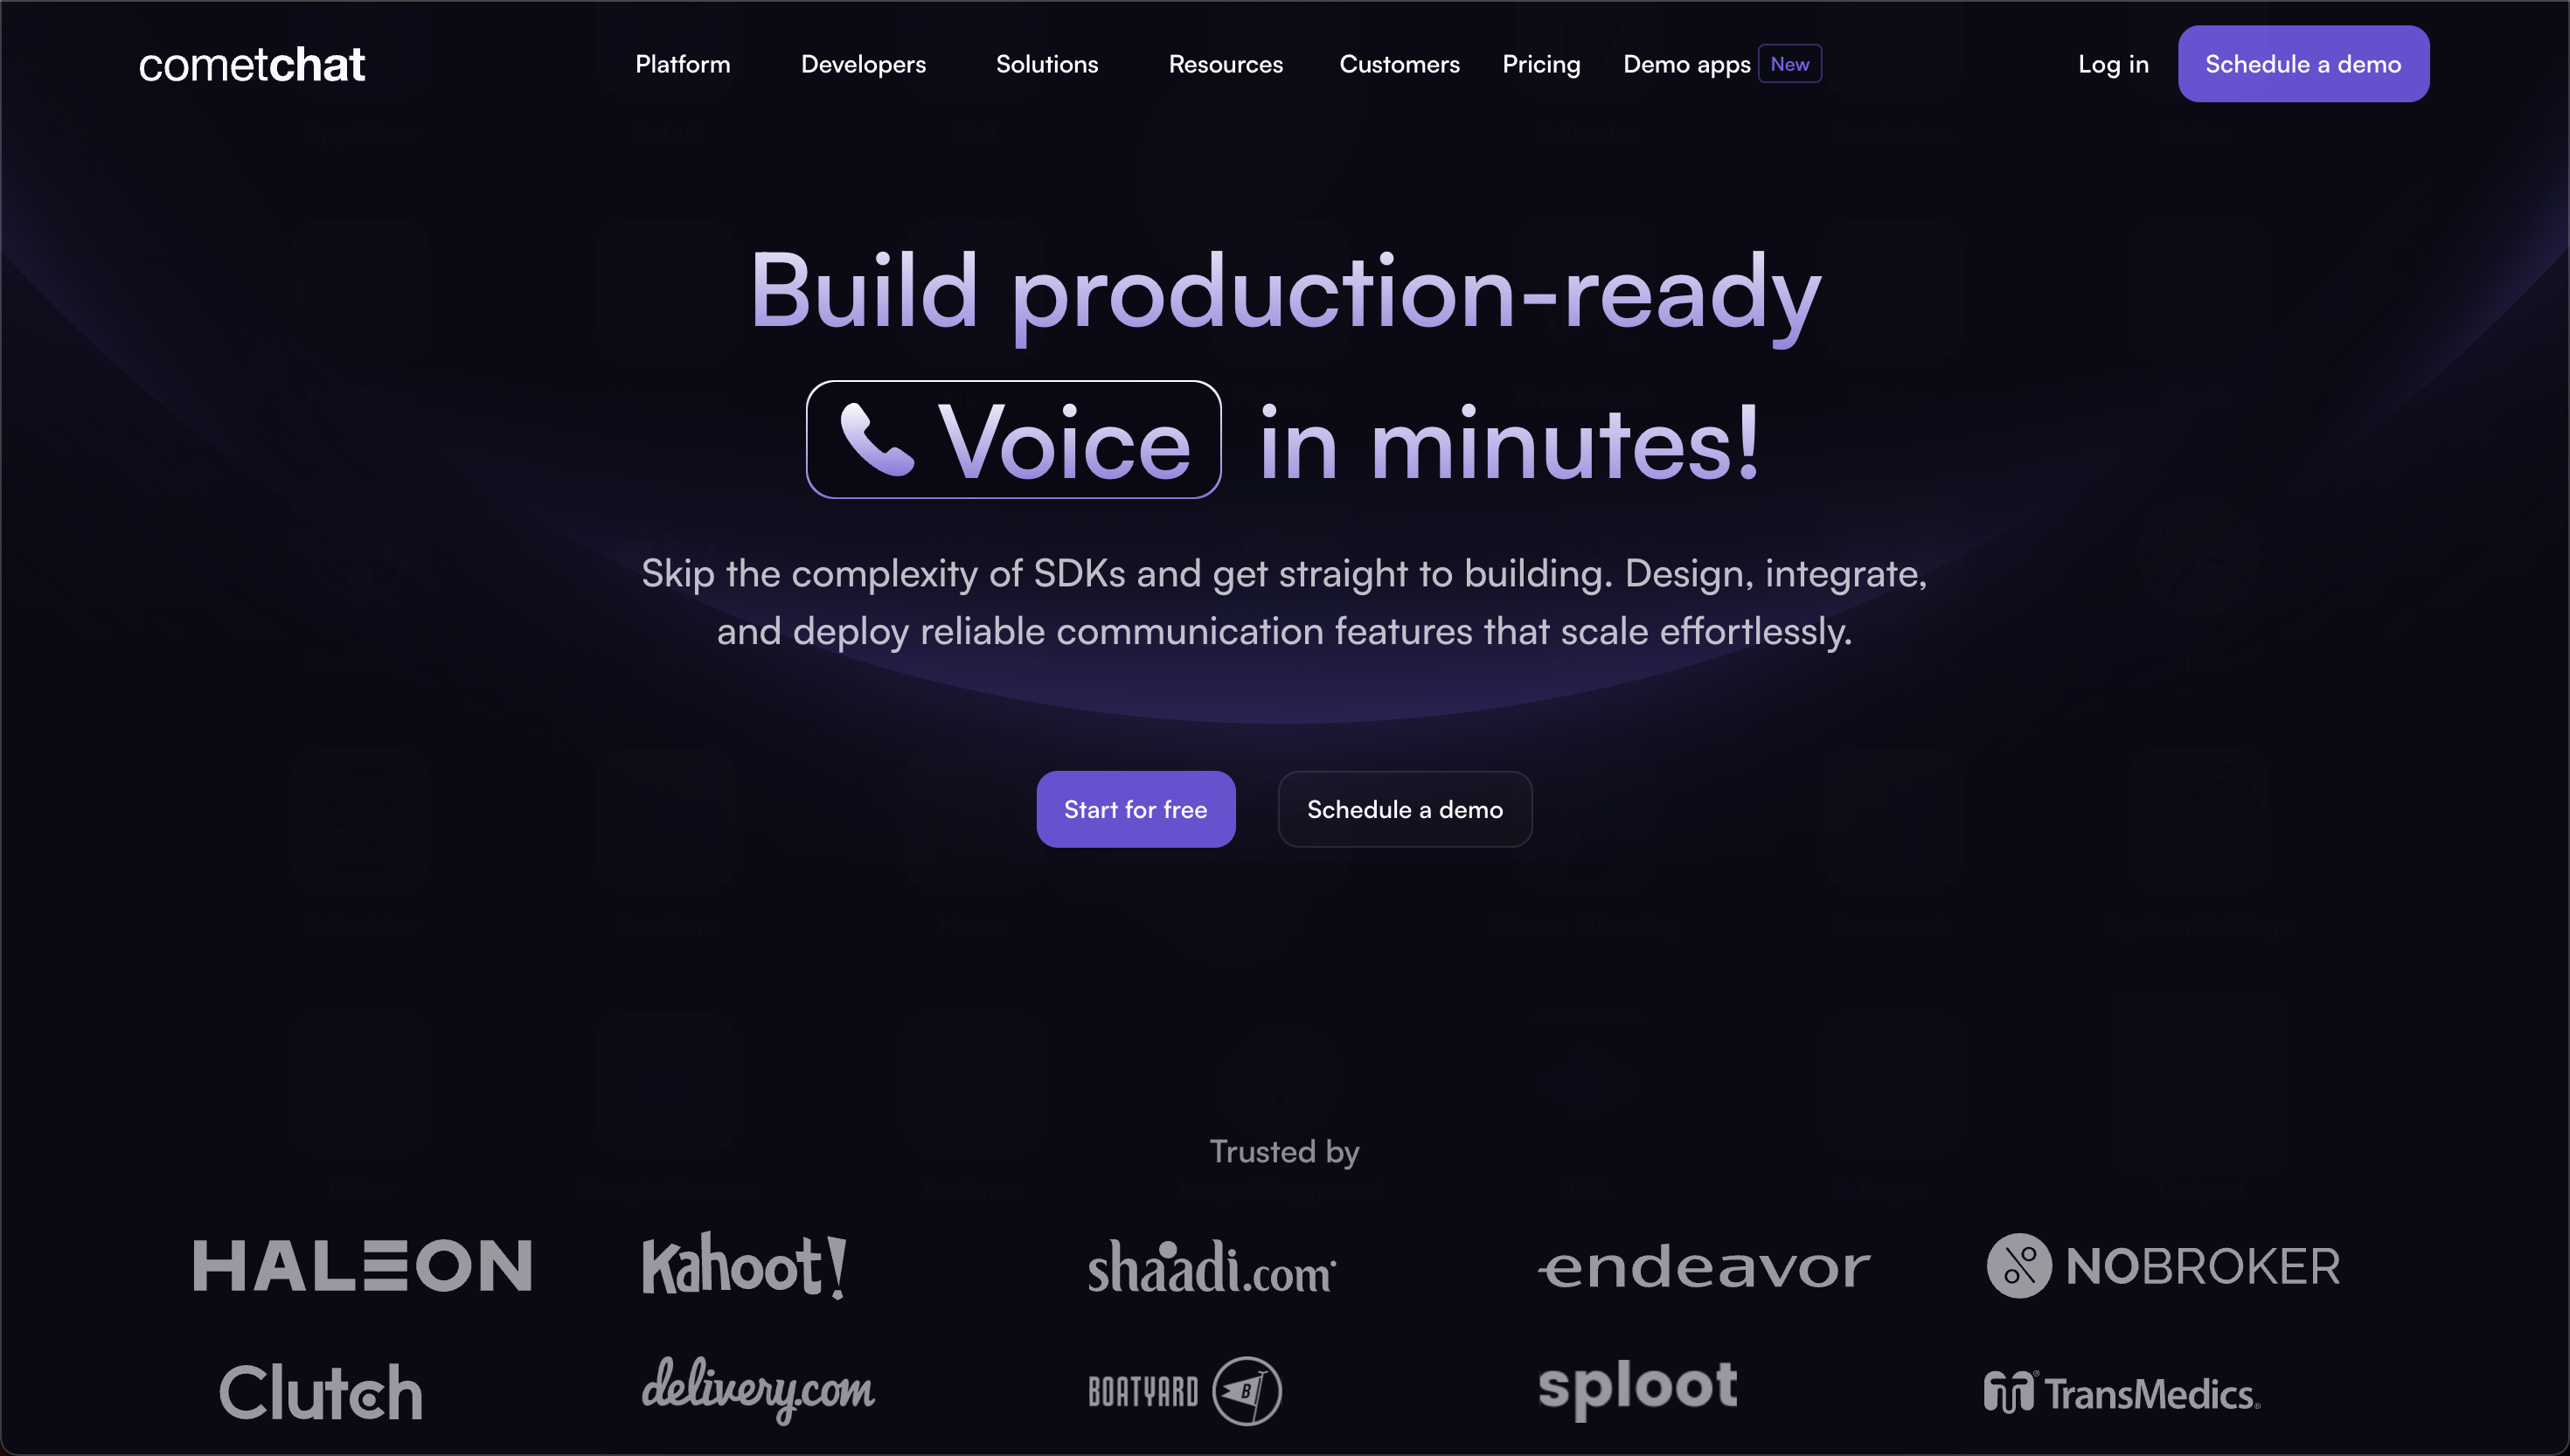 cometchat
Platform Developers Solutions Resources Customers Pricing Demo apps New
Log in Schedule a demo
Build production-ready
Voice in minutes!
Skip the complexity of SDKs and get straight to building. Design, integrate,
and deploy reliable communication features that scale effortlessly.
Start for free Schedule a demo
Trusted by
HALEON Kahoot! shaadi.com endeavor NOBROKER
Clutch delivery.com BOATYARD B sploot TransMedics®